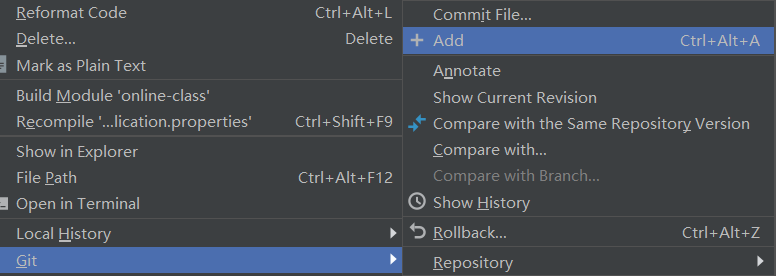 Reformat Code Ctrl+Alt+L
Delete... Delete
Mark as Plain Text
Build Module 'online-class'
Recompile '...lication.properties' Ctrl+Shift+F9
Show in Explorer
File Path Ctrl+Alt+F12
Open in Terminal
Local History
Git
Commit File...
Add Ctrl+Alt+A
Annotate
Show Current Revision
Compare with the Same Repository Version
Compare with...
Compare with Branch...
Show History
Rollback... Ctrl+Alt+Z
Repository